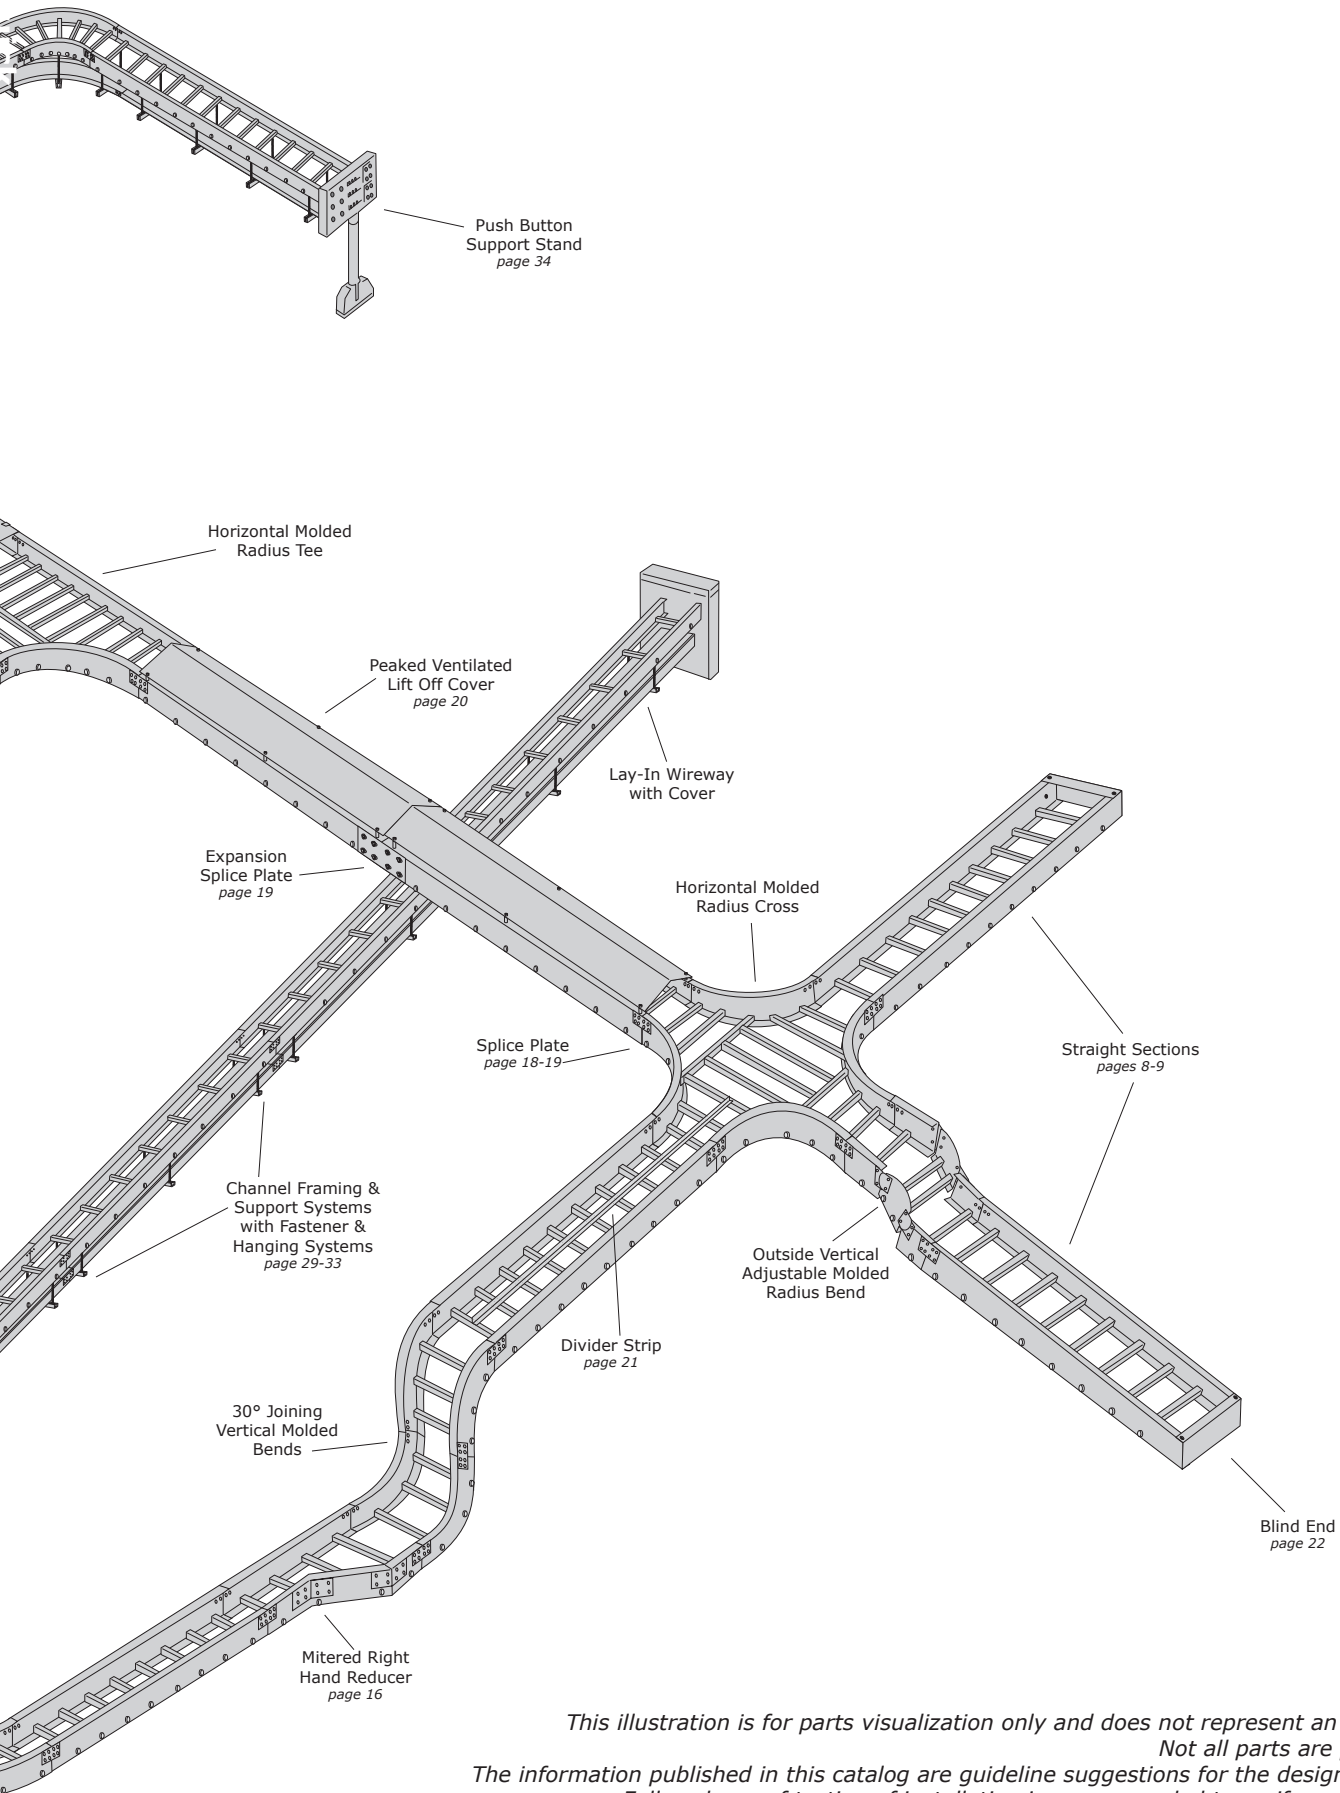 Push Button
Support Stand
page 34
Horizontal Molded
Radius Tee
Peaked Ventilated
Lift Off Cover
page 20
Lay-In Wireway
with Cover
Expansion
Splice Plate
page 19
Horizontal Molded
Radius Cross
Splice Plate
page 18-19
Straight Sections
pages 8-9
Channel Framing &
Support Systems
with Fastener &
Hanging Systems
page 29-33
Outside Vertical
Adjustable Molded
Radius Bend
Divider Strip
page 21
30° Joining
Vertical Molded
Bends
Blind End
page 22
Mitered Right
Hand Reducer
page 16
This illustration is for parts visualization only and does not represent an
Not all parts are
The information published in this catalog are guideline suggestions for the design